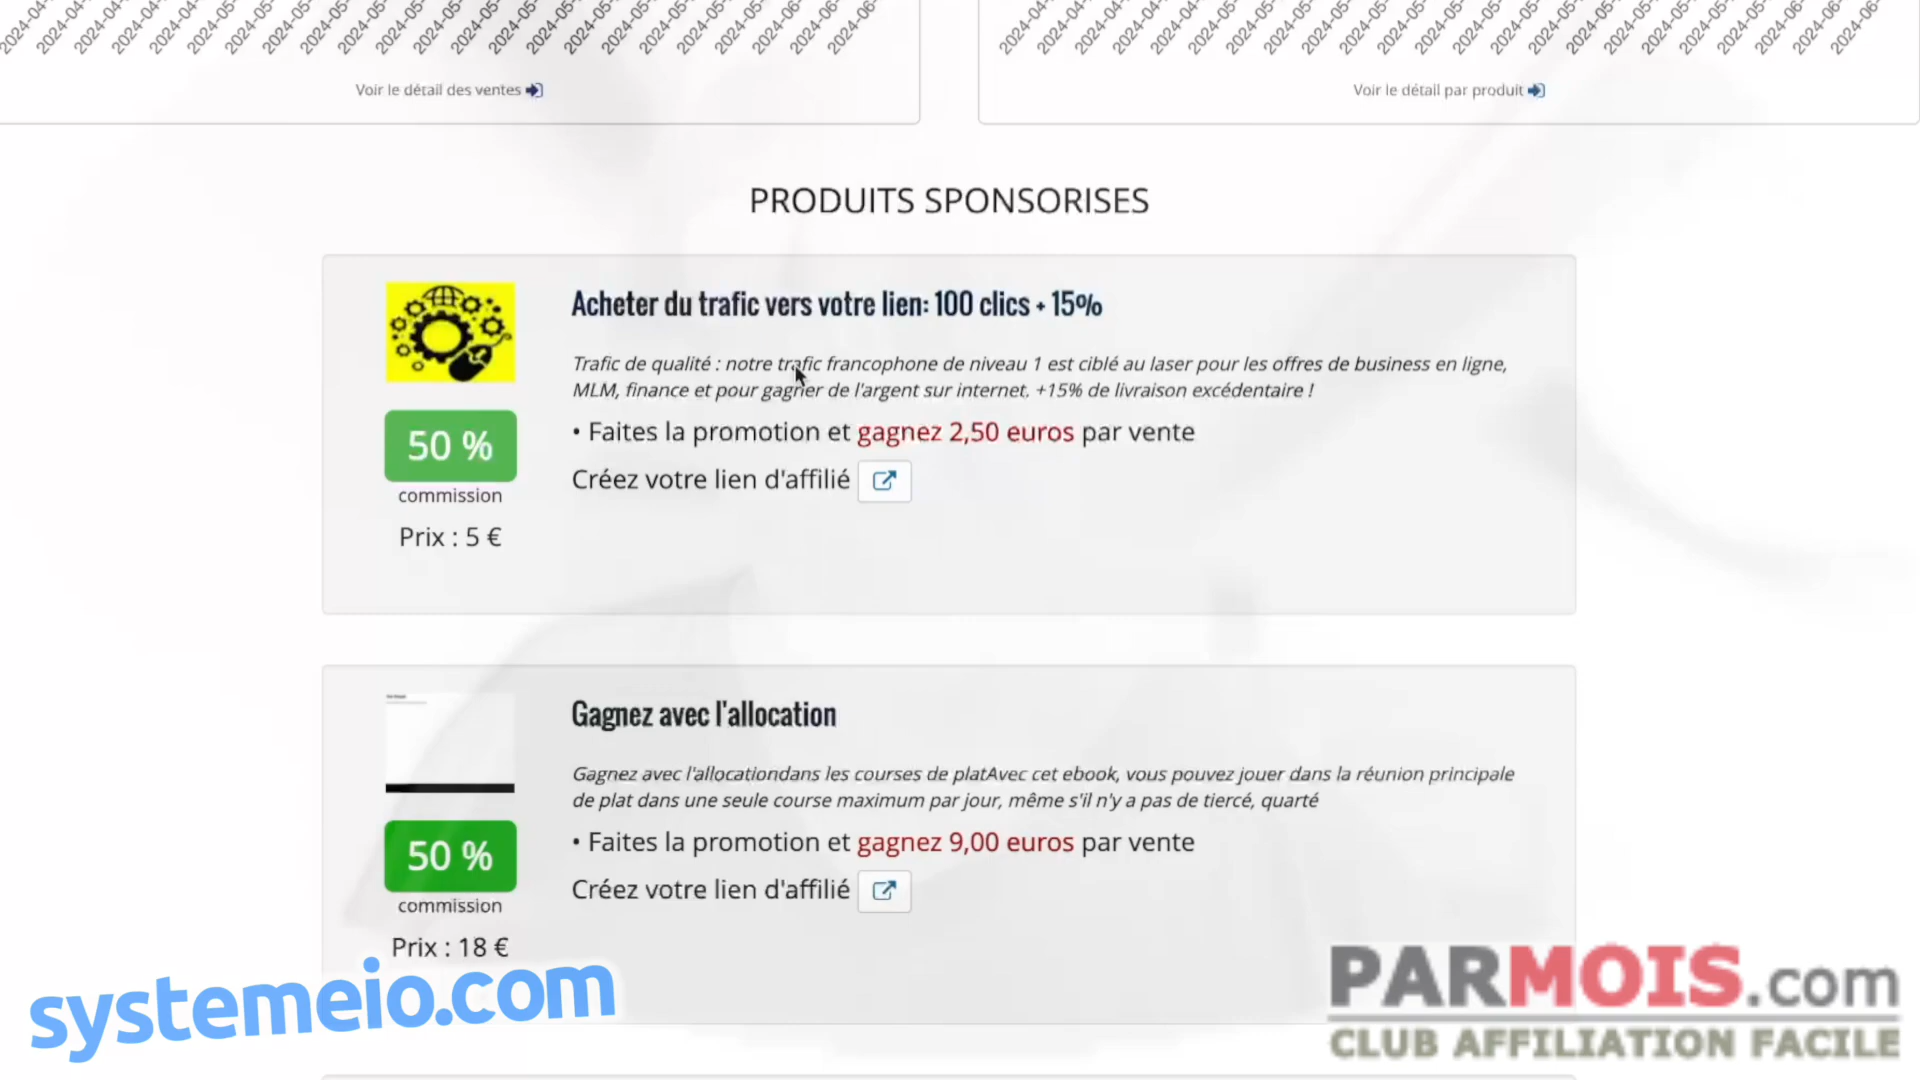 Voir le détail des ventes
Voir le détail par produit
PRODUITS SPONSORISES
Acheter du trafic vers votre lien: 100 clics + 15%
Trafic de qualité : notre trafic francophone de niveau 1 est ciblé au laser pour les offres de business en ligne,
MLM, finance et pour gagner de l'argent sur internet. +15% de livraison excédentaire !
50 %
• Faites la promotion et gagnez 2,50 euros par vente
Créez votre lien d'affilié
commission
Prix : 5 €
Gagnez avec l'allocation
Gagnez avec l'allocationdans les courses de platAvec cet ebook, vous pouvez jouer dans la réunion principale
de plat dans une seule course maximum par jour, même s'il n'y a pas de tiercé, quarté
50 %
• Faites la promotion et gagnez 9,00 euros par vente
Créez votre lien d'affilié
commission
Prix : 18 €
systemeio.com
PARMOIS.com
CLUB AFFILIATION FACILE